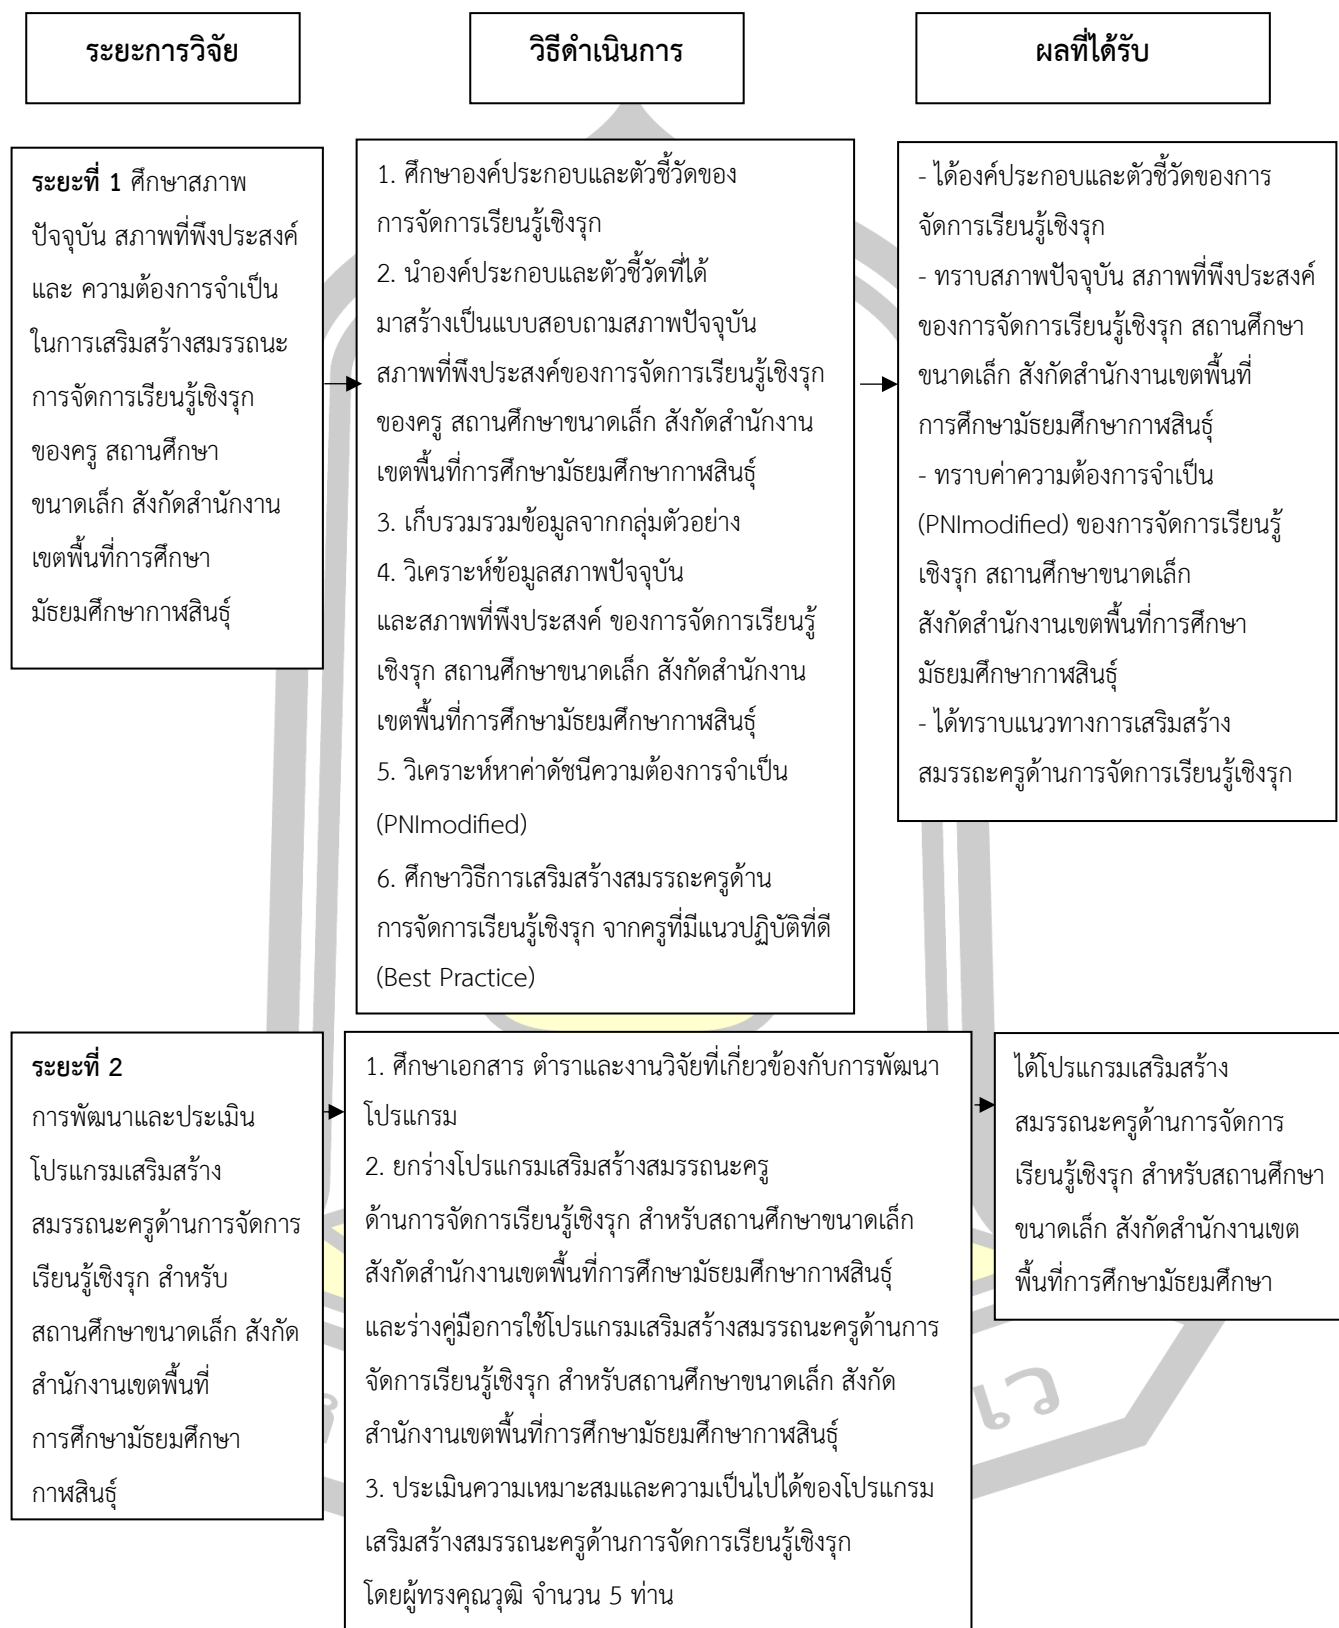 ระยะการวิจัย
วิธีดำเนินการ
ผลที่ได้รับ
ระยะที่ 1 ศึกษาสภาพ
ปัจจุบัน สภาพที่พึงประสงค์
และ ความต้องการจำเป็น
ในการเสริมสร้างสมรรถนะ
การจัดการเรียนรู้เชิงรุก
ของครู สถานศึกษา
ขนาดเล็ก สังกัดสำนักงาน
เขตพื้นที่การศึกษา
มัธยมศึกษากาฬสินธุ์
1. ศึกษาองค์ประกอบและตัวชี้วัดของ
การจัดการเรียนรู้เชิงรุก
2. นำองค์ประกอบและตัวชี้วัดที่ได้
มาสร้างเป็นแบบสอบถามสภาพปัจจุบัน
สภาพที่พึงประสงค์ของการจัดการเรียนรู้เชิงรุก
ของครู สถานศึกษาขนาดเล็ก สังกัดสำนักงาน
เขตพื้นที่การศึกษามัธยมศึกษากาฬสินธุ์
3. เก็บรวมรวมข้อมูลจากกลุ่มตัวอย่าง
4. วิเคราะห์ข้อมูลสภาพปัจจุบัน
และสภาพที่พึงประสงค์ ของการจัดการเรียนรู้
เชิงรุก สถานศึกษาขนาดเล็ก สังกัดสำนักงาน
เขตพื้นที่การศึกษามัธยมศึกษากาฬสินธุ์
5. วิเคราะห์หาค่าดัชนีความต้องการจำเป็น
(PNImodified)
6. ศึกษาวิธีการเสริมสร้างสมรรถะครูด้าน
การจัดการเรียนรู้เชิงรุก จากครูที่มีแนวปฏิบัติที่ดี
(Best Practice)
- ได้องค์ประกอบและตัวชี้วัดของการ
จัดการเรียนรู้เชิงรุก
- ทราบสภาพปัจจุบัน สภาพที่พึงประสงค์
ของการจัดการเรียนรู้เชิงรุก สถานศึกษา
ขนาดเล็ก สังกัดสำนักงานเขตพื้นที่
การศึกษามัธยมศึกษากาฬสินธุ์
- ทราบค่าความต้องการจำเป็น
(PNImodified) ของการจัดการเรียนรู้
เชิงรุก สถานศึกษาขนาดเล็ก
สังกัดสำนักงานเขตพื้นที่การศึกษา
มัธยมศึกษากาฬสินธุ์
- ได้ทราบแนวทางการเสริมสร้าง
สมรรถะครูด้านการจัดการเรียนรู้เชิงรุก
ระยะที่ 2
การพัฒนาและประเมิน
โปรแกรมเสริมสร้าง
สมรรถนะครูด้านการจัดการ
เรียนรู้เชิงรุก สำหรับ
สถานศึกษาขนาดเล็ก สังกัด
สำนักงานเขตพื้นที่
การศึกษามัธยมศึกษา
กาฬสินธุ์
1. ศึกษาเอกสาร ตำราและงานวิจัยที่เกี่ยวข้องกับการพัฒนา
โปรแกรม
2. ยกร่างโปรแกรมเสริมสร้างสมรรถนะครู
ด้านการจัดการเรียนรู้เชิงรุก สำหรับสถานศึกษาขนาดเล็ก
สังกัดสำนักงานเขตพื้นที่การศึกษามัธยมศึกษากาฬสินธุ์
และร่างคู่มือการใช้โปรแกรมเสริมสร้างสมรรถนะครูด้านการ
จัดการเรียนรู้เชิงรุก สำหรับสถานศึกษาขนาดเล็ก สังกัด
สำนักงานเขตพื้นที่การศึกษามัธยมศึกษากาฬสินธุ์
3. ประเมินความเหมาะสมและความเป็นไปได้ของโปรแกรม
เสริมสร้างสมรรถนะครูด้านการจัดการเรียนรู้เชิงรุก
โดยผู้ทรงคุณวุฒิ จำนวน 5 ท่าน
ได้โปรแกรมเสริมสร้าง
สมรรถนะครูด้านการจัดการ
เรียนรู้เชิงรุก สำหรับสถานศึกษา
ขนาดเล็ก สังกัดสำนักงานเขต
พื้นที่การศึกษามัธยมศึกษา
เว